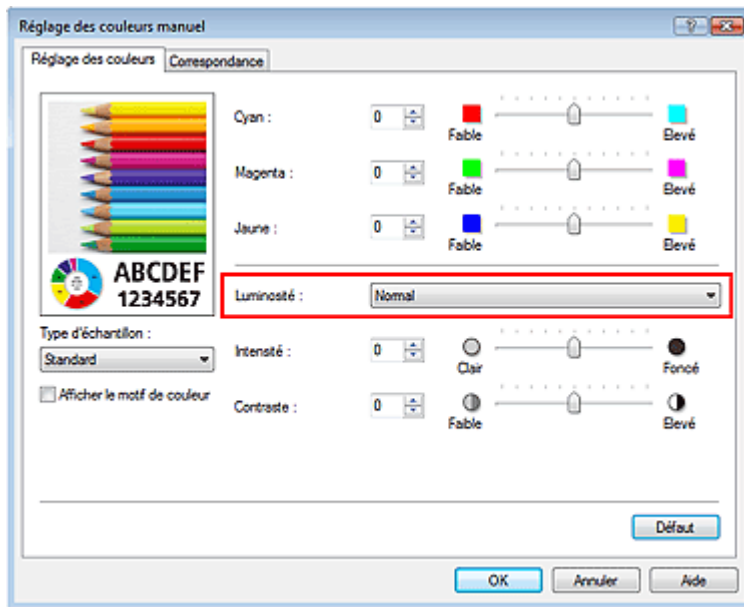 Réglage des couleurs manuel
Réglage des couleurs Correspondance
Cyan : 0 Faible Elevé
Magenta : 0 Faible Elevé
Jaune : 0 Faible Elevé
ABCDEF
1234567
Luminosité : Normal
Type d'échantillon :
Standard
Intensité : 0 Clair Foncé
Afficher le motif de couleur
Contraste : 0 Faible Elevé
Défaut
OK Annuler Aide